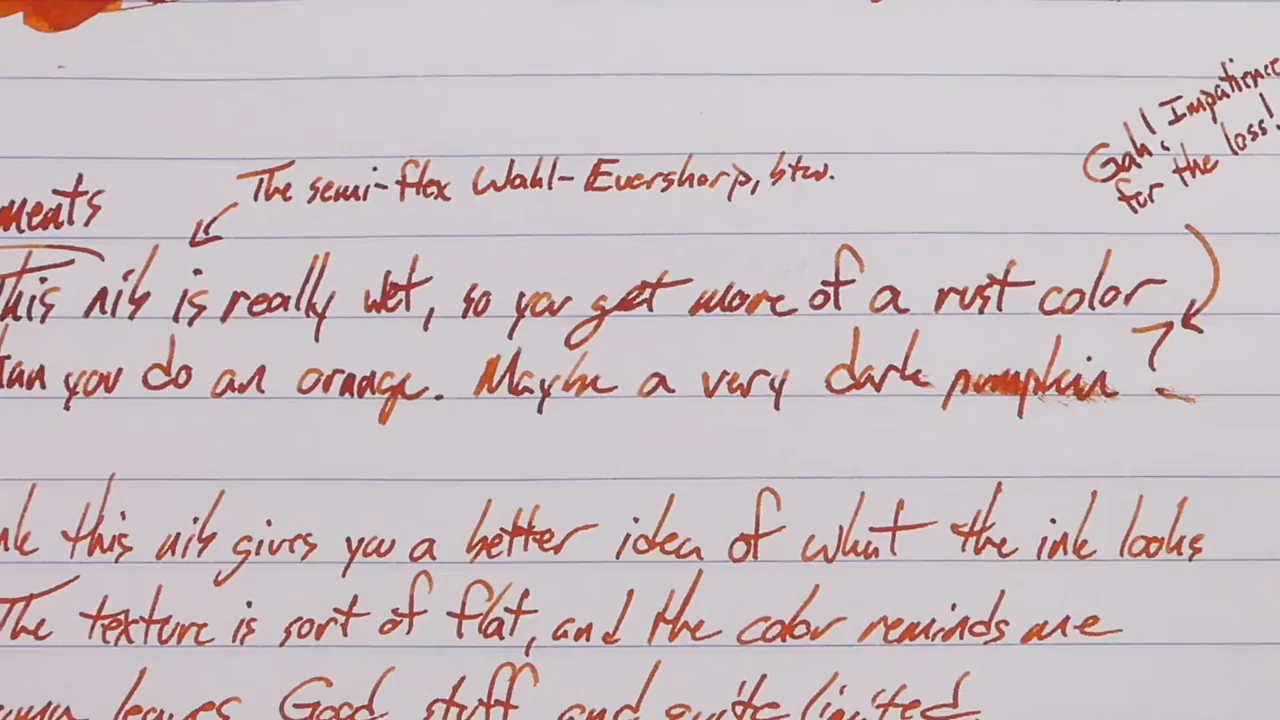 Gah! Impatience
for the loss!
The semi-flex Wahl-Eversharp, btw.
ments
This nib is really wet, so you get more of a rust color
tan you do an orange. Maybe a very dark pumpkin?
nk this nib gives you a better idea of what the ink looks
The texture is sort of flat, and the color reminds me
leaves Good stuff and quite limited